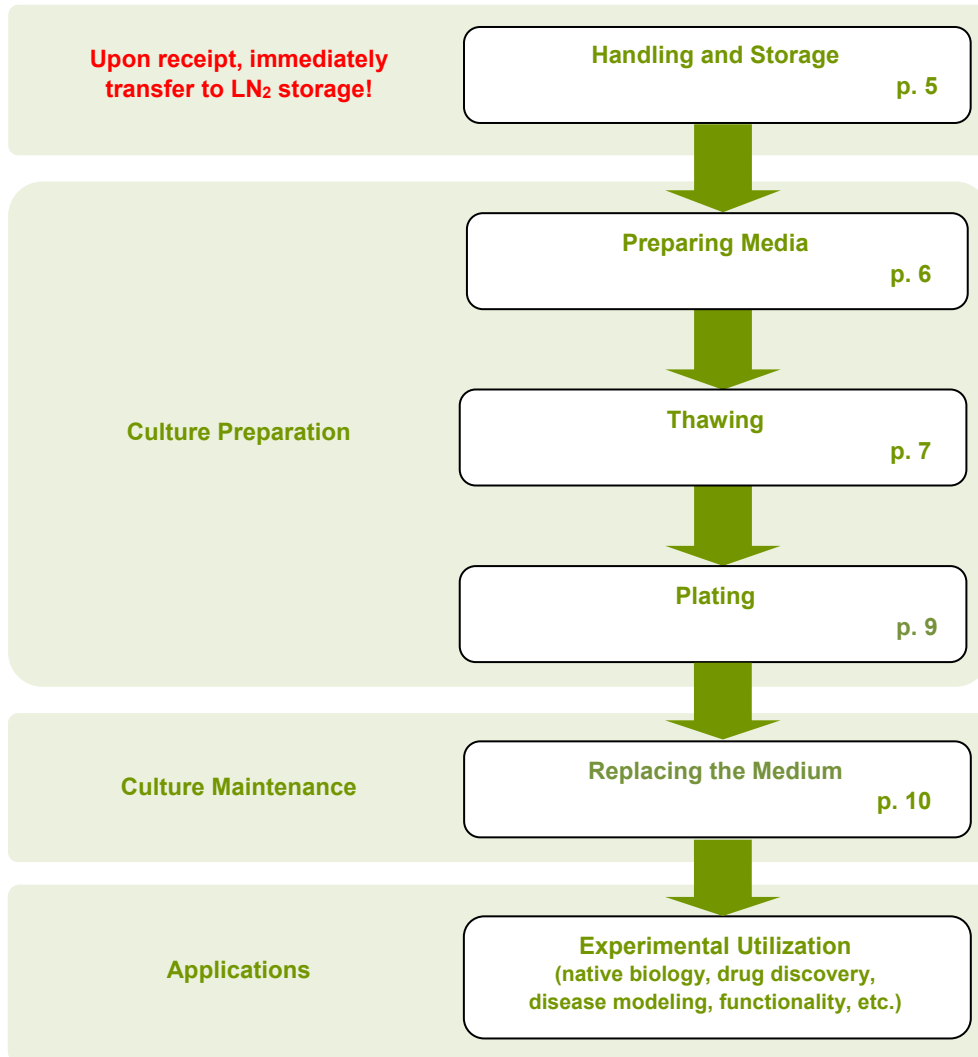 Upon receipt, immediately
transfer to LN₂ storage!
Handling and Storage
p. 5
Culture Preparation
Preparing Media
p. 6
Thawing
p. 7
Plating
p. 9
Culture Maintenance
Replacing the Medium
p. 10
Applications
Experimental Utilization
(native biology, drug discovery,
disease modeling, functionality, etc.)